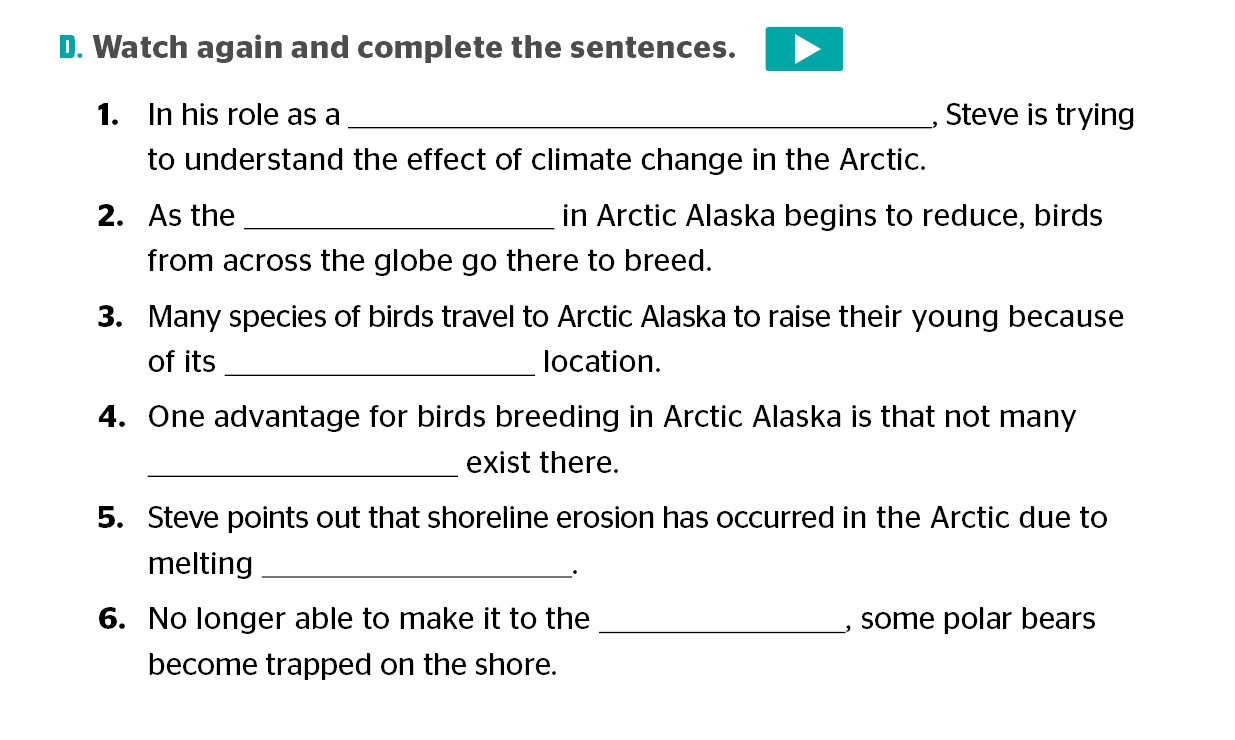 D. Watch again and complete the sentences.
1. In his role as a ____________________, Steve is trying
to understand the effect of climate change in the Arctic.
2. As the ____________________ in Arctic Alaska begins to reduce, birds
from across the globe go there to breed.
3. Many species of birds travel to Arctic Alaska to raise their young because
of its ____________________ location.
4. One advantage for birds breeding in Arctic Alaska is that not many
____________________ exist there.
5. Steve points out that shoreline erosion has occurred in the Arctic due to
melting ____________________.
6. No longer able to make it to the ________________, some polar bears
become trapped on the shore.